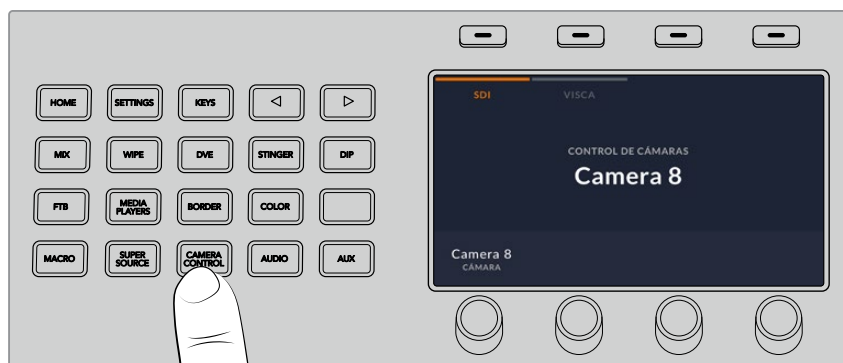 HOME SETTINGS KEYS
MIX WIPE DVE STINGER DIP
FTB MEDIA PLAYERS BORDER COLOR
MACRO SUPER SOURCE CAMERA CONTROL AUDIO AUX
SDI VISCA
CONTROL DE CÁMARAS
Camera 8
Camera 8
CÁMARA